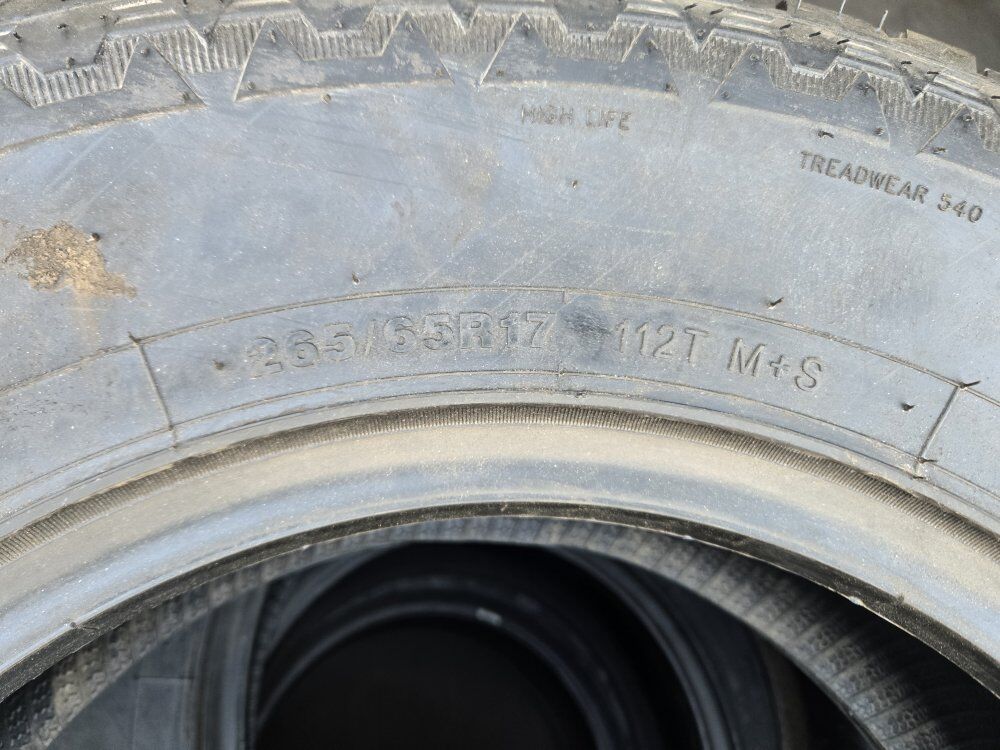 HIGH LIFE
TREADWEAR 540
265/65R17 112T M+S